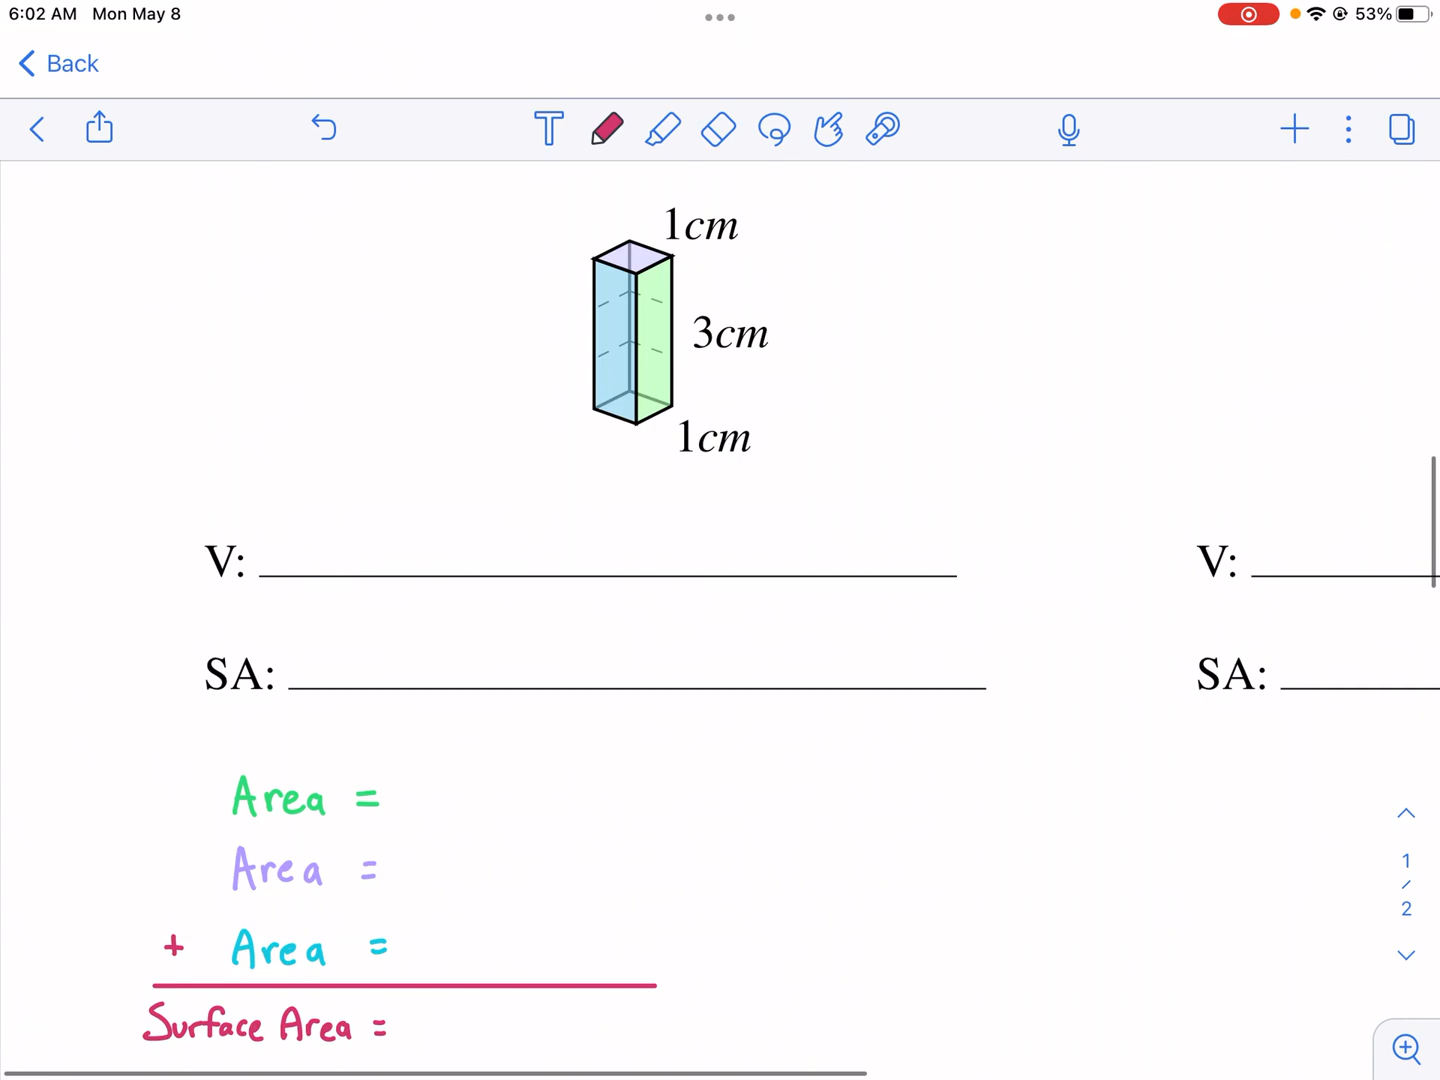 6:02 AM Mon May 8
53%
Back
T
1cm
3cm
1cm
V:
V:
SA:
SA:
Area =
Area =
+ Area =
Surface Area =
1
/
2